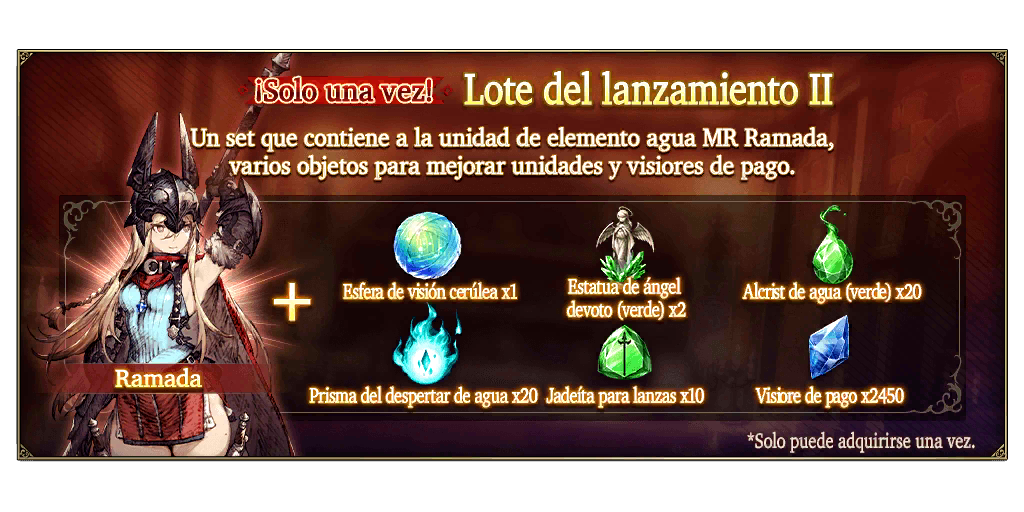 ¡Solo una vez! Lote del lanzamiento II
Un set que contiene a la unidad de elemento agua MR Ramada,
varios objetos para mejorar unidades y visiores de pago.
Ramada
+
Esfera de visión cerúlea x1
Estatua de ángel
devoto (verde) x2
Alcrist de agua (verde) x20
Prisma del despertar de agua x20
Jadeíta para lanzas x10
Visiore de pago x2450
*Solo puede adquirirse una vez.